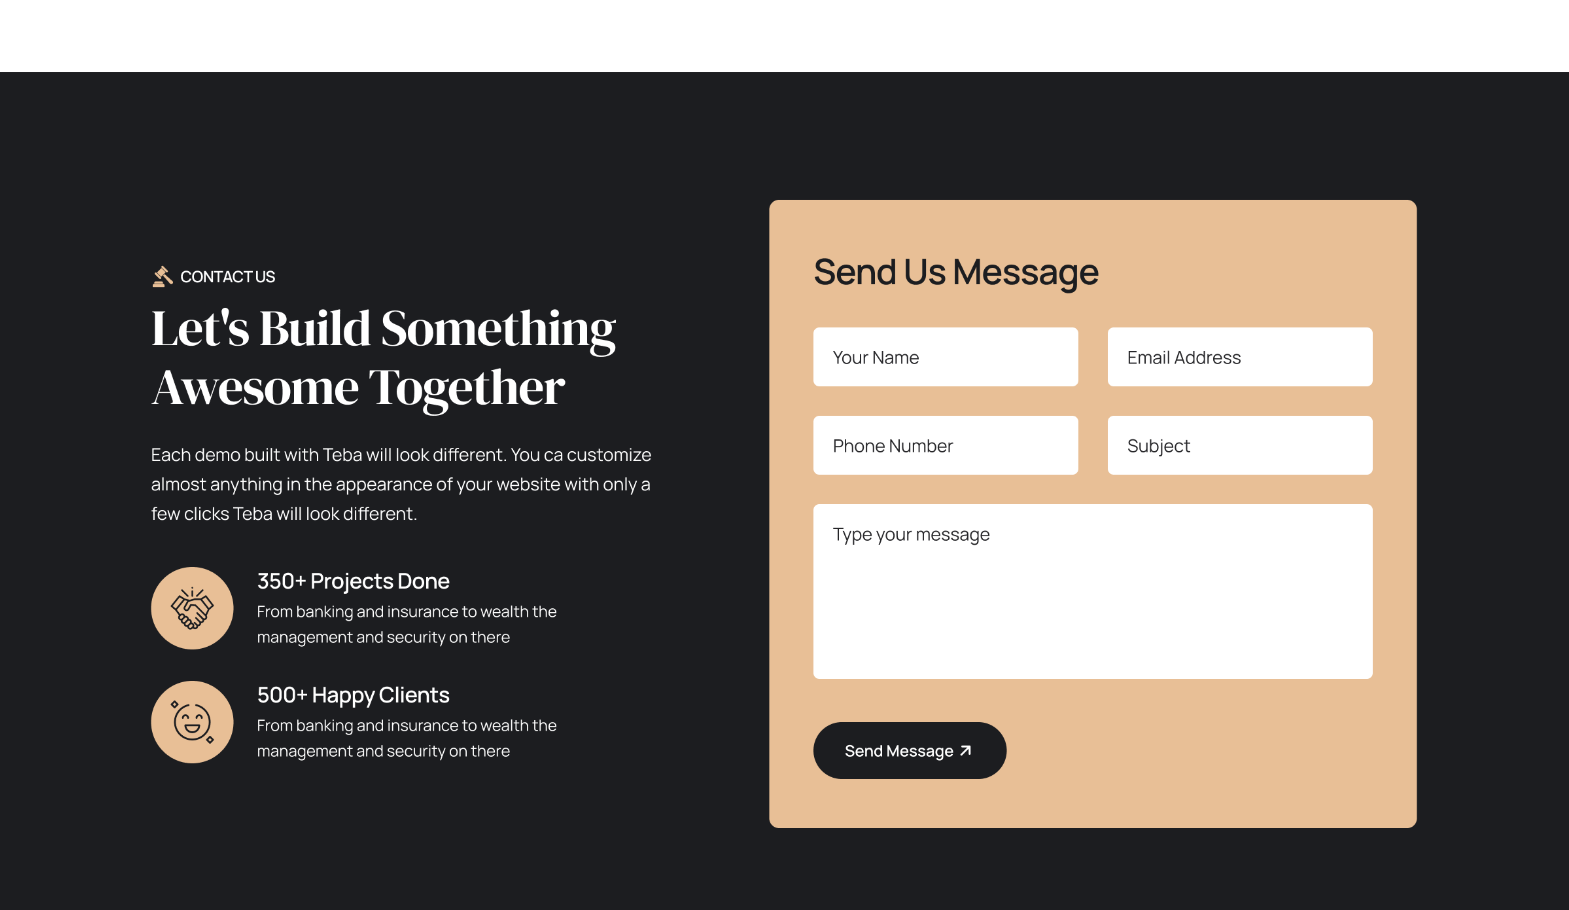 CONTACT US
Let's Build Something
Awesome Together
Each demo built with Teba will look different. You ca customize
almost anything in the appearance of your website with only a
few clicks Teba will look different.
350+ Projects Done
From banking and insurance to wealth the
management and security on there
500+ Happy Clients
From banking and insurance to wealth the
management and security on there
Send Us Message
Your Name
Email Address
Phone Number
Subject
Type your message
Send Message